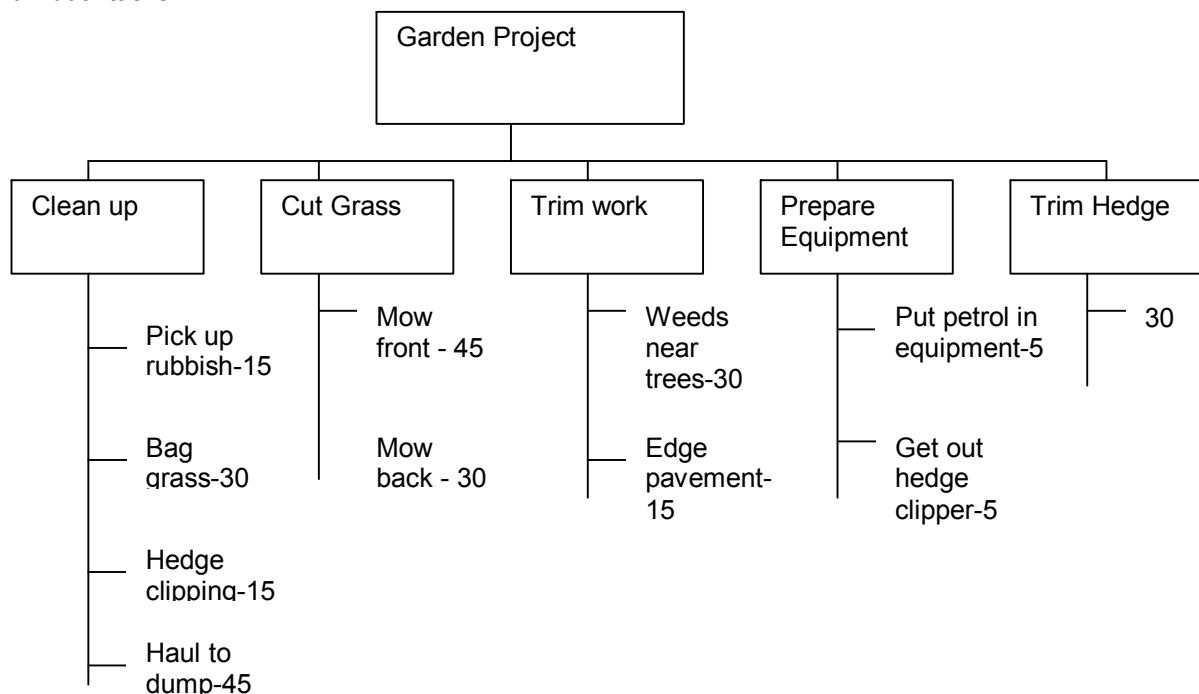 Garden Project
Clean up
Cut Grass
Trim work
Prepare
Equipment
Trim Hedge
Pick up
rubbish-15
Bag
grass-30
Hedge
clipping-15
Haul to
dump-45
Mow
front - 45
Mow
back - 30
Weeds
near
trees-30
Edge
pavement-
15
Put petrol in
equipment-5
Get out
hedge
clipper-5
30